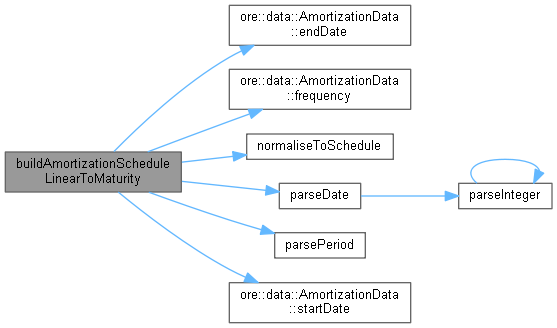 buildAmortizationSchedule
LinearToMaturity
ore::data::AmortizationData
::endDate
ore::data::AmortizationData
::frequency
normaliseToSchedule
parseDate
parseInteger
parsePeriod
ore::data::AmortizationData
::startDate